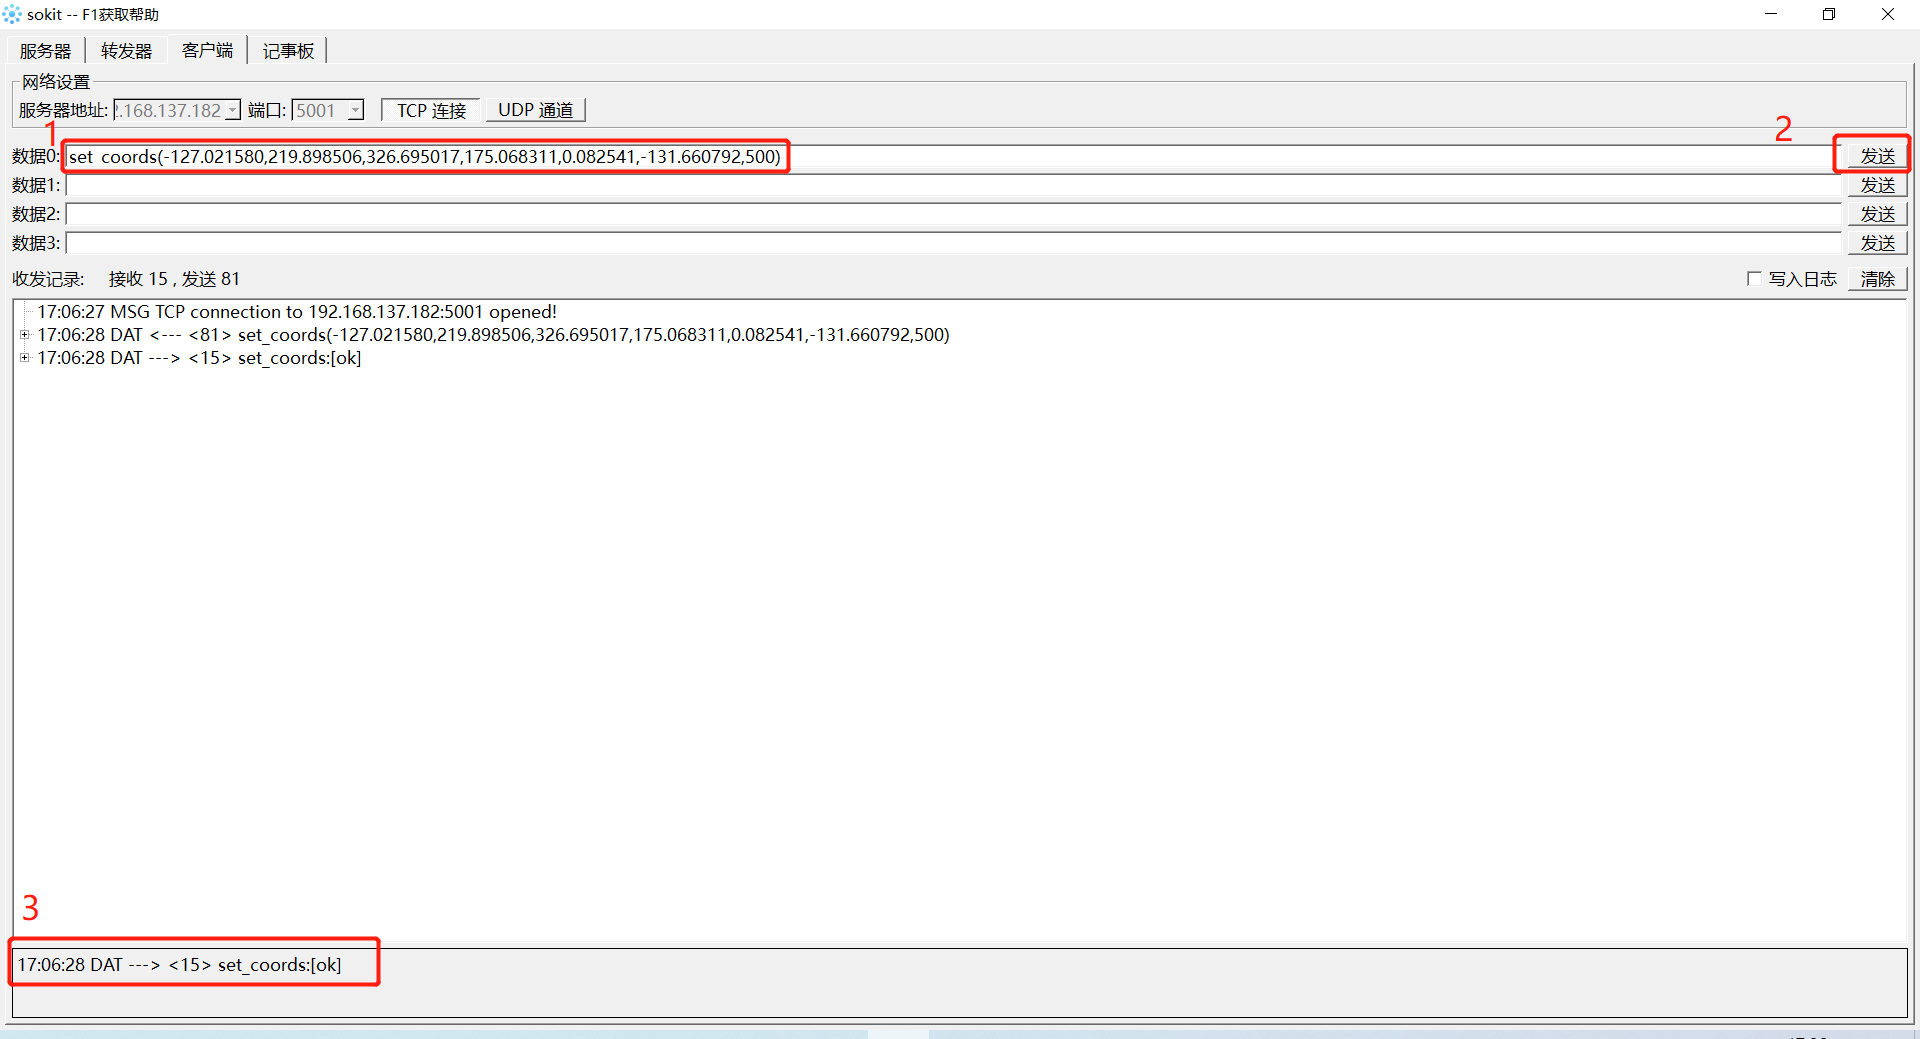 sokit -- F1获取帮助
服务器 转发器 客户端 记事板
网络设置
服务器地址: .168.137.182 端口: 5001 TCP 连接 UDP 通道
1
2
数据0: set_coords(-127.021580,219.898506,326.695017,175.068311,0.082541,-131.660792,500) 发送
数据1: 发送
数据2: 发送
数据3: 发送
收发记录: 接收 15 , 发送 81 写入日志 清除
17:06:27 MSG TCP connection to 192.168.137.182:5001 opened!
17:06:28 DAT <--- <81> set_coords(-127.021580,219.898506,326.695017,175.068311,0.082541,-131.660792,500)
17:06:28 DAT ---> <15> set_coords:[ok]
3
17:06:28 DAT ---> <15> set_coords:[ok]